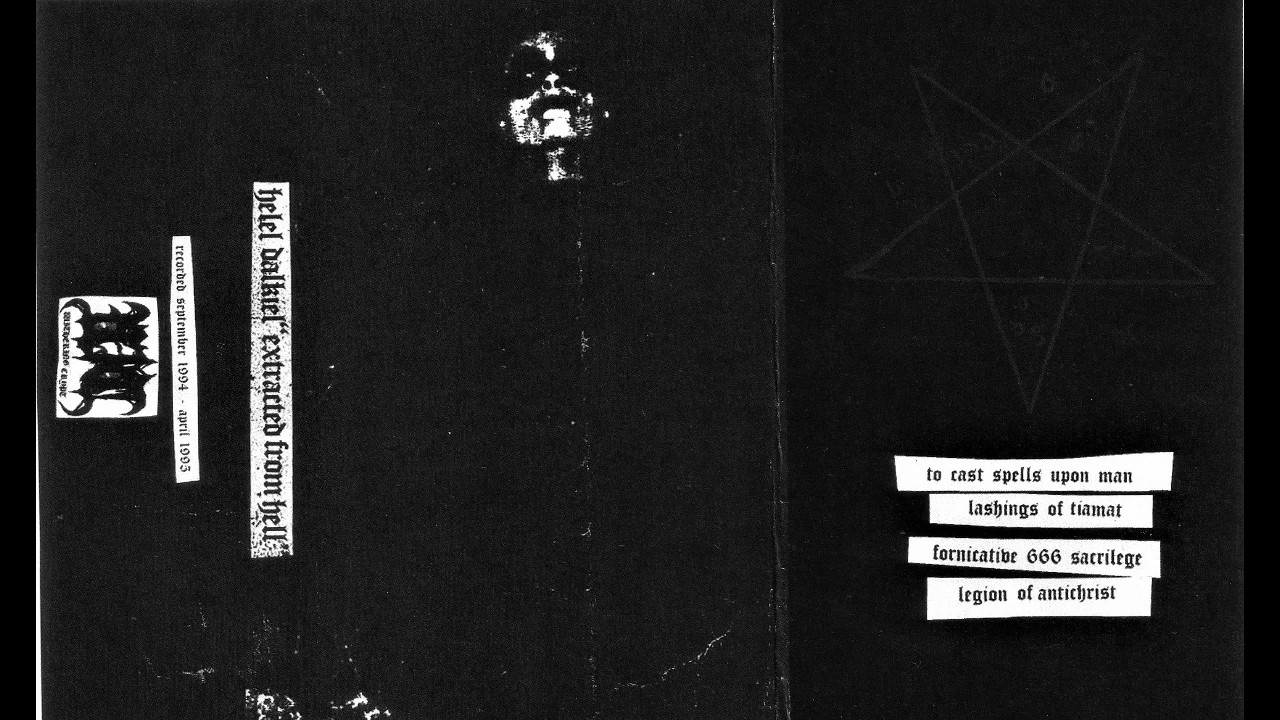 helel dalkiel "extracted from hell"
recorded september 1994 - april 1995
to cast spells upon man
lashings of tiamat
fornicative 666 sacrilege
legion of antichrist